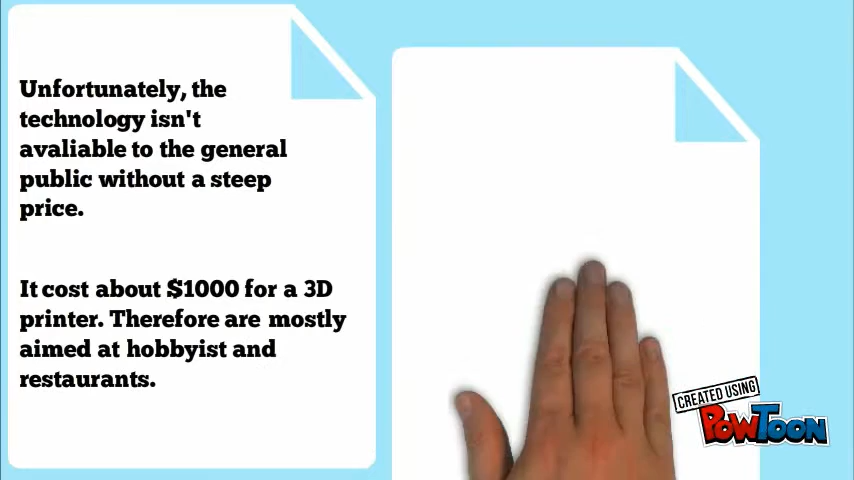 Unfortunately, the
technology isn't
avaliable to the general
public without a steep
price.
It cost about $1000 for a 3D
printer. Therefore are mostly
aimed at hobbyist and
restaurants.
CREATED USING
POWTOON